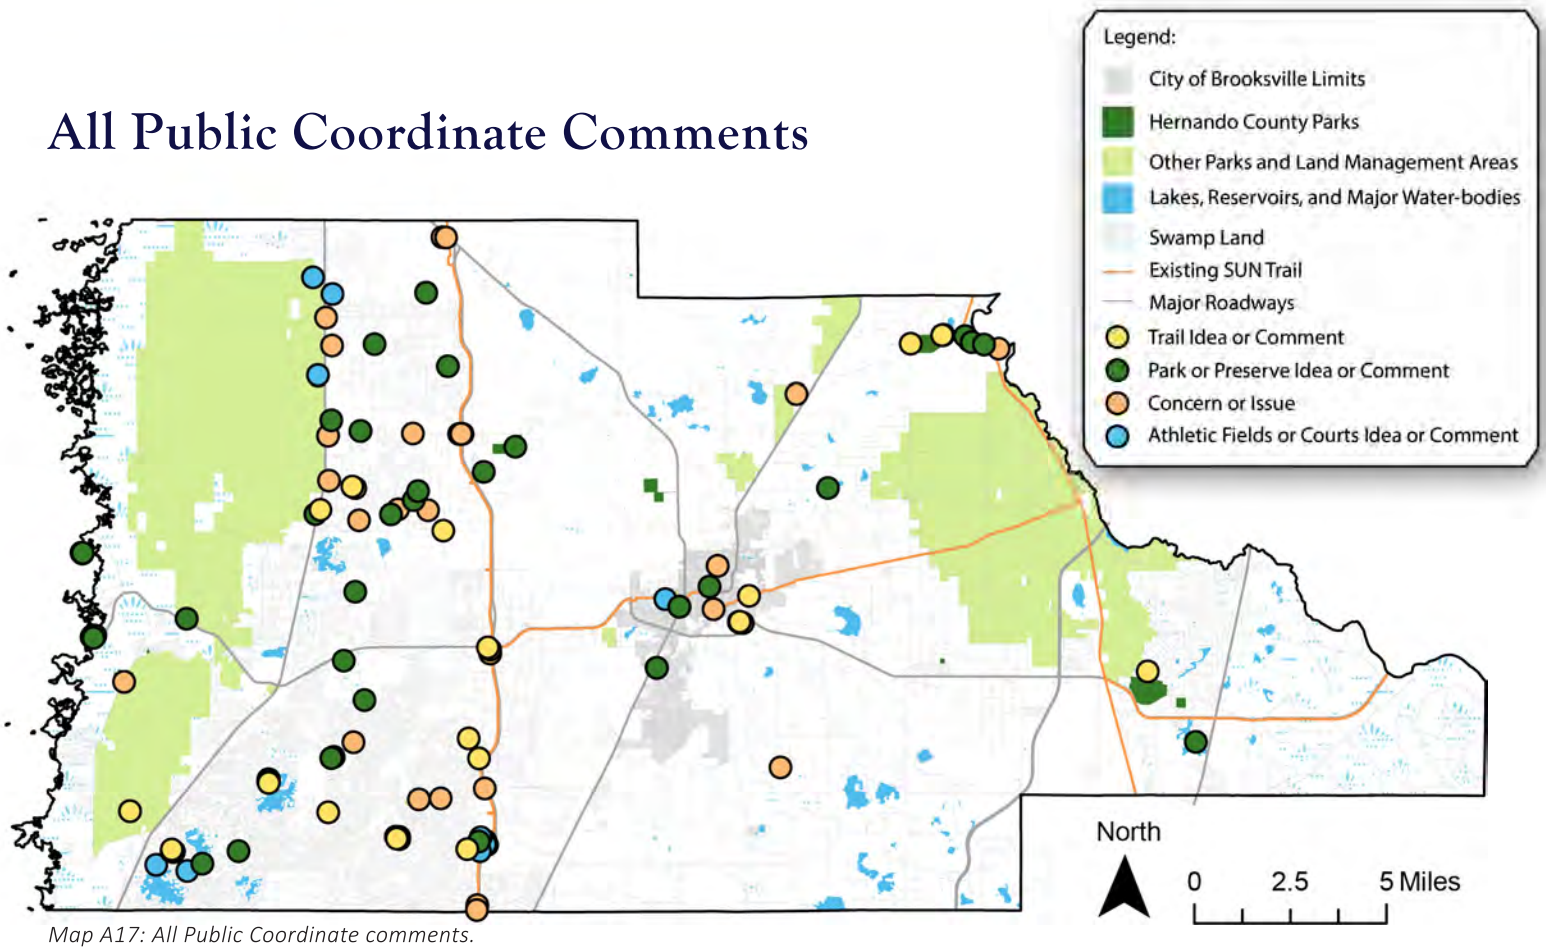 All Public Coordinate Comments
Legend:
City of Brooksville Limits
Hernando County Parks
Other Parks and Land Management Areas
Lakes, Reservoirs, and Major Water-bodies
Swamp Land
Existing SUN Trail
Major Roadways
Trail Idea or Comment
Park or Preserve Idea or Comment
Concern or Issue
Athletic Fields or Courts Idea or Comment
North
0 2.5 5 Miles
Map A17: All Public Coordinate comments.